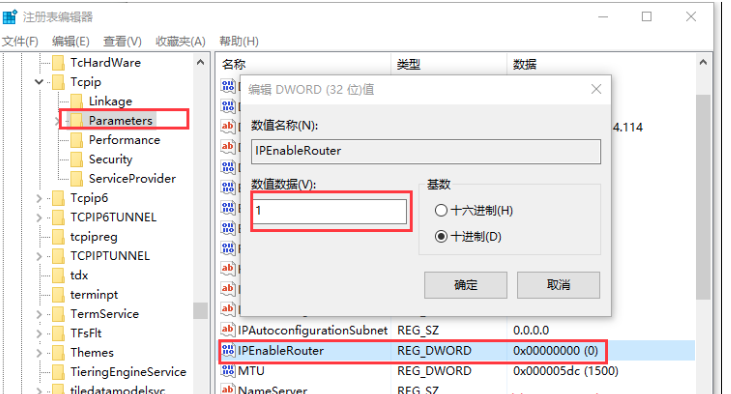 注册表编辑器
文件(F) 编辑(E) 查看(V) 收藏夹(A) 帮助(H)
TcHardWare
Tcpip
Linkage
Parameters
Performance
Security
ServiceProvider
Tcpip6
TCPIP6TUNNEL
tcpipreg
TCPIPTUNNEL
tdx
terminpt
TermService
TFsFlt
Themes
TieringEngineService
tiledatamodelsvc
名称 类型 数据
4.114
编辑 DWORD (32 位)值
数值名称(N):
IPEnableRouter
数值数据(V):
1
基数
十六进制(H)
十进制(D)
确定 取消
IPAutoconfigurationSubnet REG_SZ 0.0.0.0
IPEnableRouter REG_DWORD 0x00000000 (0)
MTU REG_DWORD 0x000005dc (1500)
NameServer REG_SZ